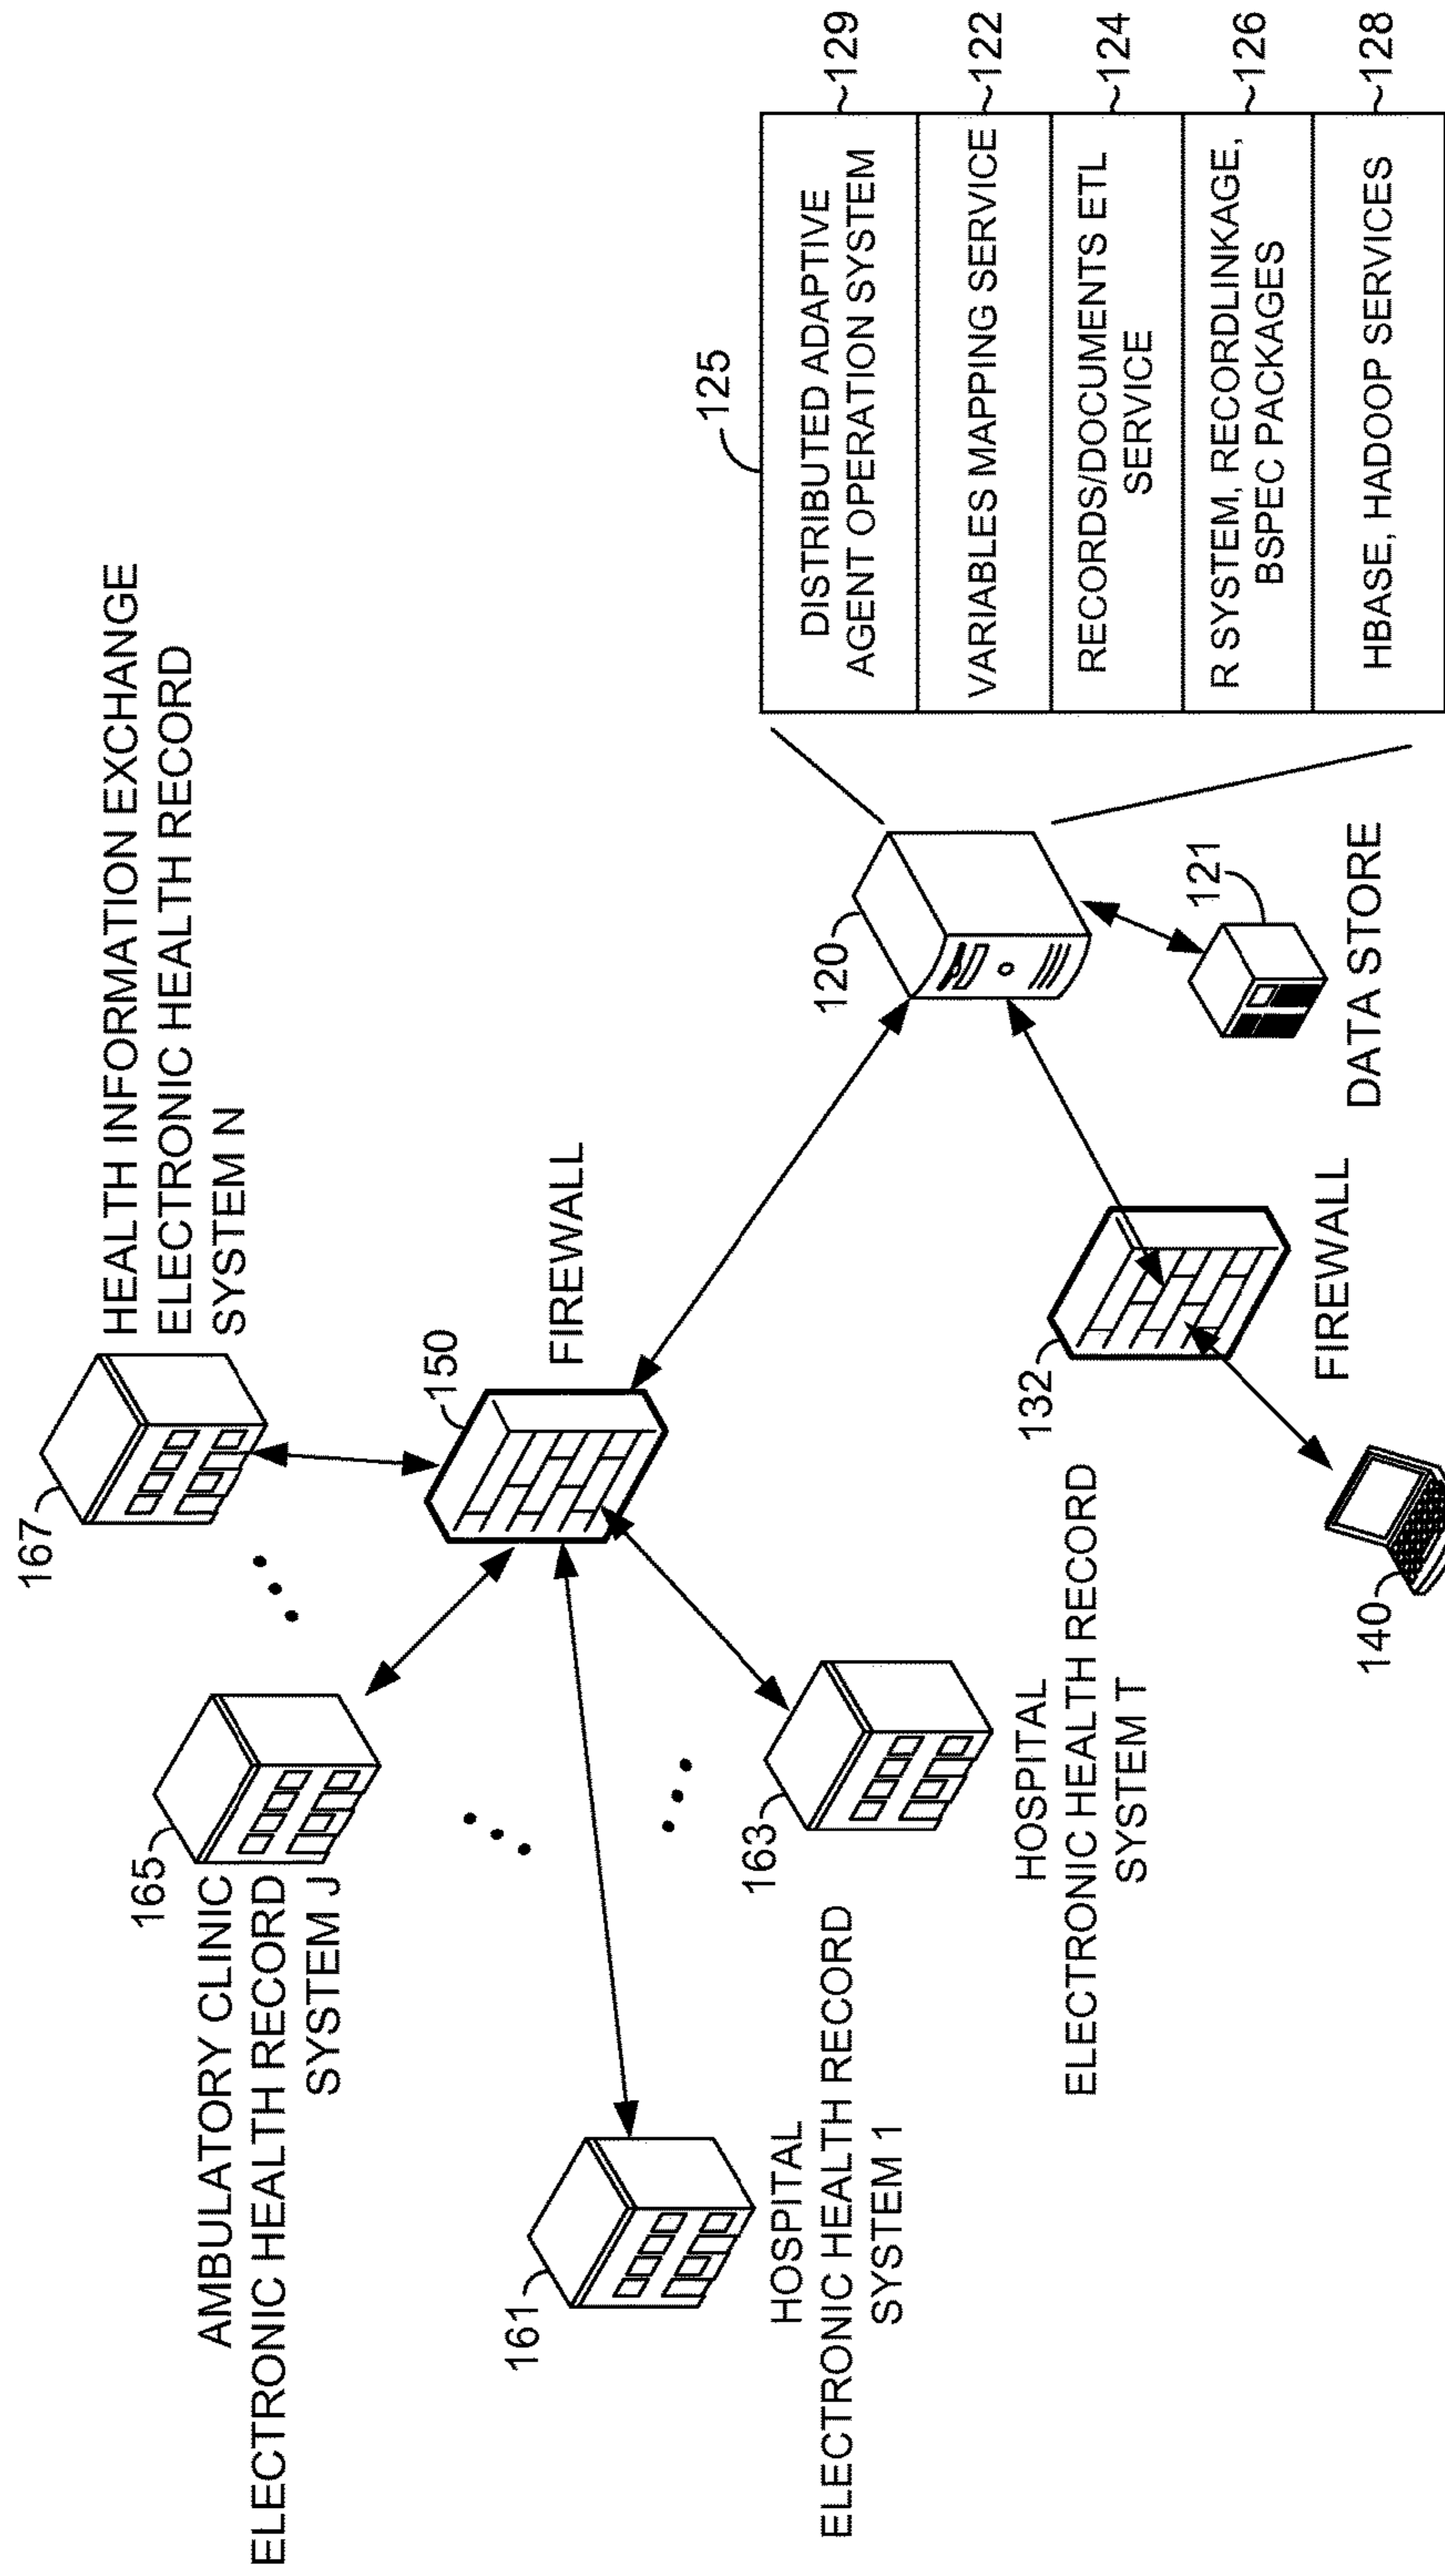 167
HEALTH INFORMATION EXCHANGE
ELECTRONIC HEALTH RECORD
SYSTEM N
165
AMBULATORY CLINIC
ELECTRONIC HEALTH RECORD
SYSTEM J
150
FIREWALL
161
HOSPITAL
ELECTRONIC HEALTH RECORD
SYSTEM 1
163
HOSPITAL
ELECTRONIC HEALTH RECORD
SYSTEM T
132
FIREWALL
140
120
121
DATA STORE
125
DISTRIBUTED ADAPTIVE
AGENT OPERATION SYSTEM
~129
VARIABLES MAPPING SERVICE
~122
RECORDS/DOCUMENTS ETL
SERVICE
~124
R SYSTEM, RECORDLINKAGE,
BSPEC PACKAGES
~126
HBASE, HADOOP SERVICES
~128